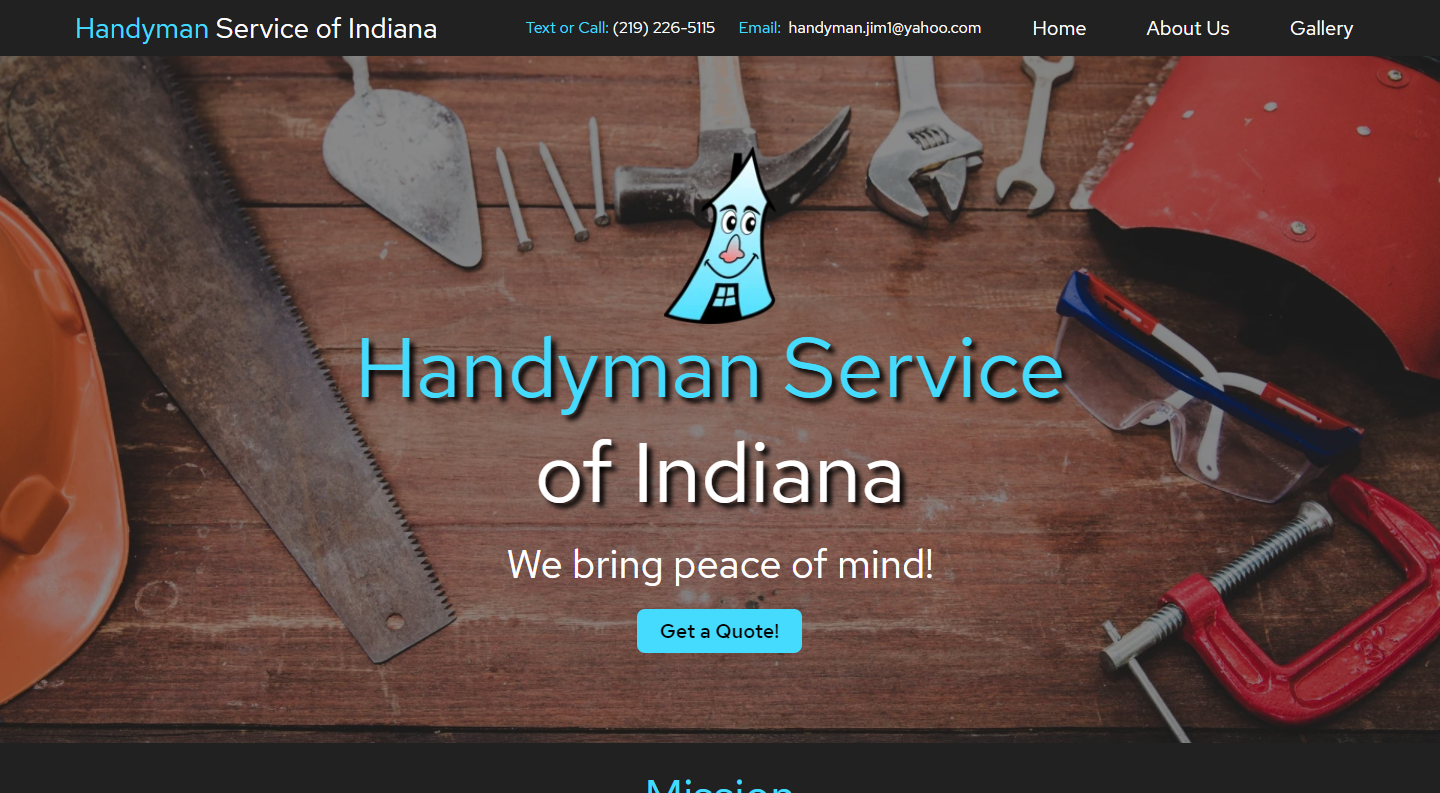 Handyman Service of Indiana
Text or Call: (219) 226-5115
Email: handyman.jim1@yahoo.com
Home
About Us
Gallery
Handyman Service
of Indiana
We bring peace of mind!
Get a Quote!
Mission